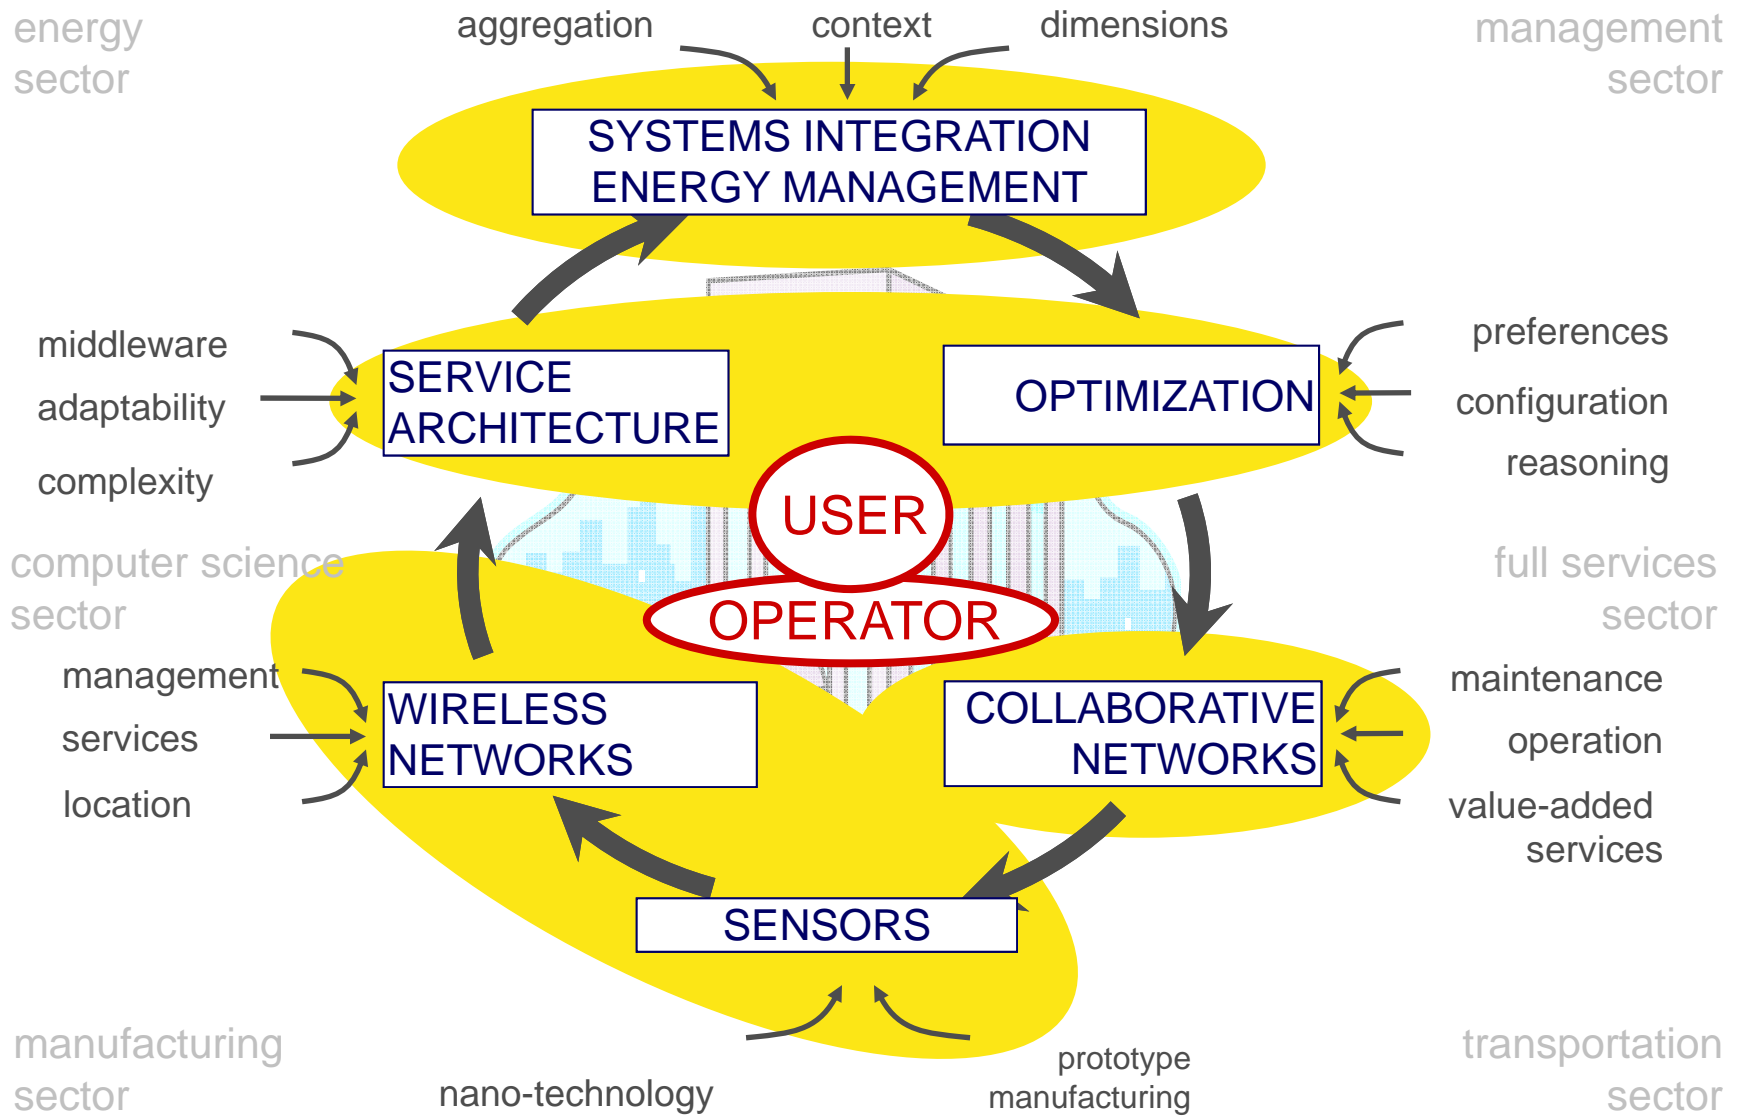 energy
sector
aggregation
context
dimensions
management
sector
SYSTEMS INTEGRATION
ENERGY MANAGEMENT
middleware
adaptability
complexity
SERVICE
ARCHITECTURE
OPTIMIZATION
preferences
configuration
reasoning
USER
OPERATOR
computer science
sector
full services
sector
management
services
location
WIRELESS
NETWORKS
COLLABORATIVE
NETWORKS
maintenance
operation
value-added
services
SENSORS
manufacturing
sector
nano-technology
prototype
manufacturing
transportation
sector